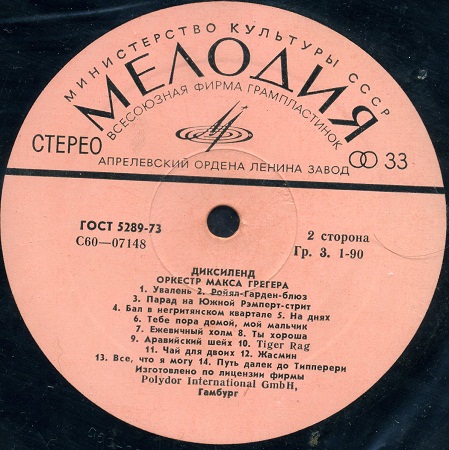 МИНИСТЕРСТВО КУЛЬТУРЫ СССР
МЕЛОДИЯ
ВСЕСОЮЗНАЯ ФИРМА ГРАМПЛАСТИНОК
СТЕРЕО
33
АПРЕЛЕВСКИЙ ОРДЕНА ЛЕНИНА ЗАВОД
ГОСТ 5289-73
С60—07148
2 сторона
Гр. 3. 1-90
ДИКСИЛЕНД
ОРКЕСТР МАКСА ГРЕГЕРА
1. Увалень 2. Ройял-Гарден-блюз
3. Парад на Южной Рэмперт-стрит
4. Бал в негритянском квартале 5. На днях
6. Тебе пора домой, мой мальчик
7. Ежевичный холм 8. Ты хороша
9. Аравийский шейх 10. Tiger Rag
11. Чай для двоих 12. Жасмин
13. Все, что я могу 14. Путь далек до Типперери
Изготовлено по лицензии фирмы
Polydor International GmbH,
Гамбург